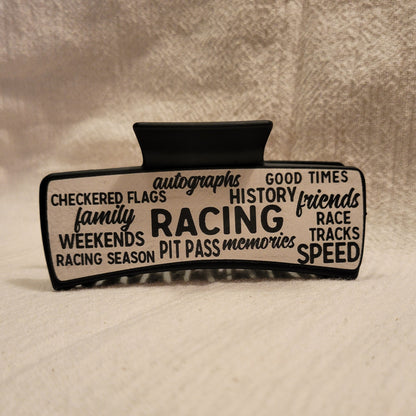 autographs
GOOD TIMES
CHECKERED FLAGS
HISTORY
friends
family
RACING
RACE
TRACKS
WEEKENDS
PIT PASS
memories
RACING SEASON
SPEED